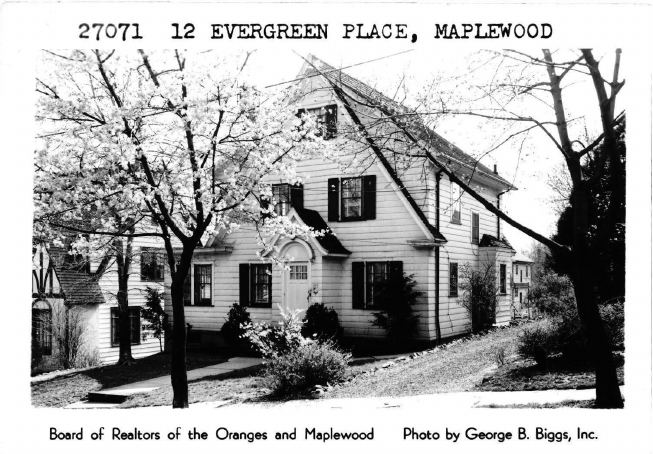 27071 12 EVERGREEN PLACE, MAPLEWOOD
Board of Realtors of the Oranges and Maplewood Photo by George B. Biggs, Inc.